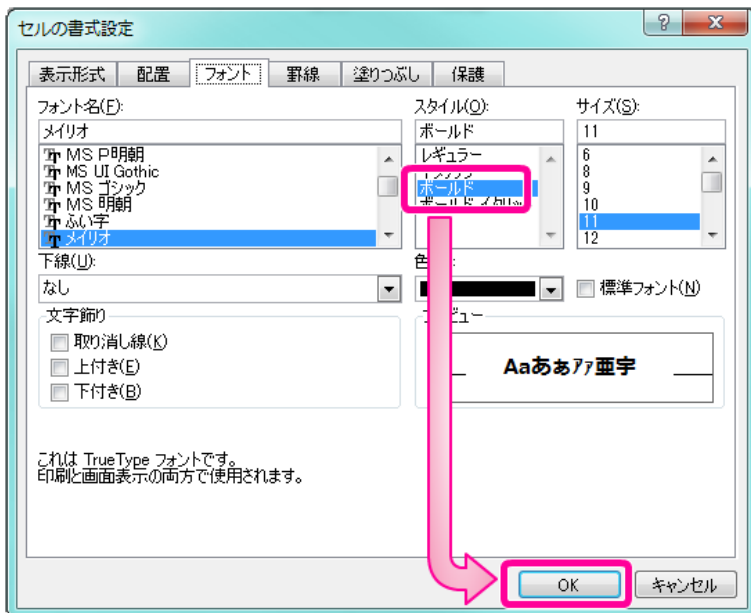 セルの書式設定
表示形式 配置 フォント 罫線 塗りつぶし 保護
フォント名(F): スタイル(O): サイズ(S):
メイリオ ボールド 11
MS P明朝 レギュラー 6
MS UI Gothic 8
MS ゴシック ボールド 9
MS 明朝 10
ふい字 11
メイリオ 12
下線(U):
なし 標準フォント(N)
文字飾り
取り消し線(K)
上付き(E) Aaあぁアァ亜宇
下付き(B)
これは TrueType フォントです。
印刷と画面表示の両方で使用されます。
OK キャンセル